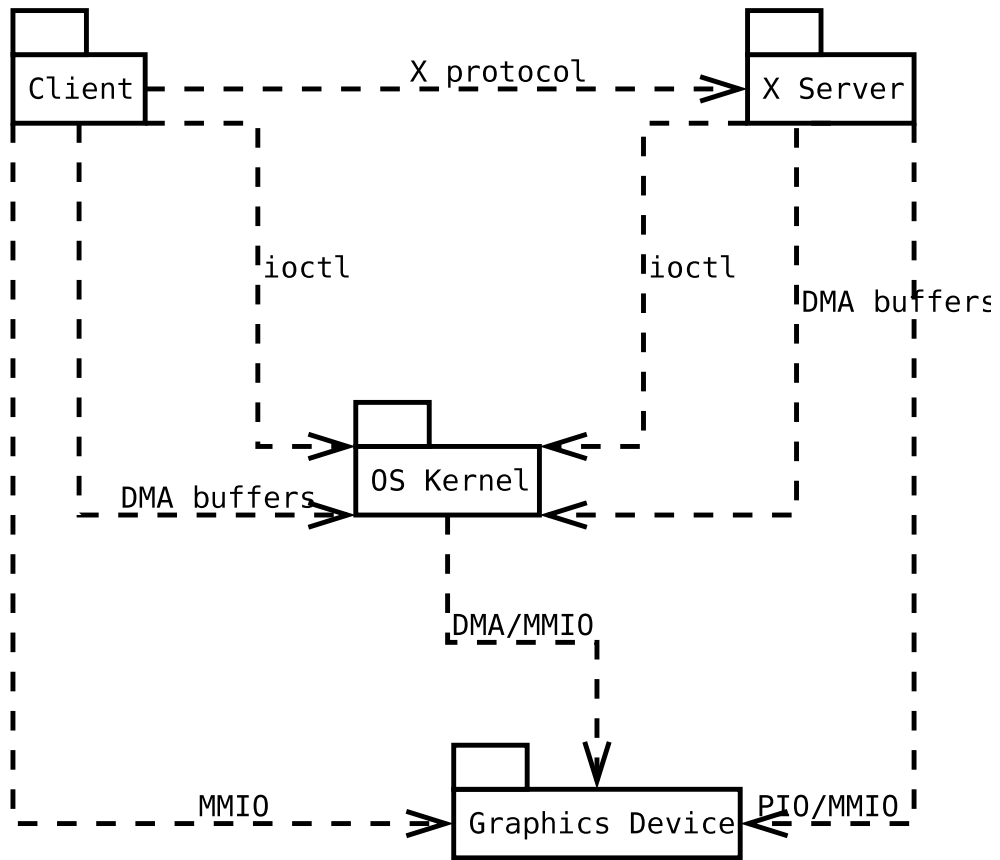 X protocol
Client
X Server
ioctl
ioctl
DMA buffers
OS Kernel
DMA buffers
DMA/MMIO
MMIO
PIO/MMIO
Graphics Device